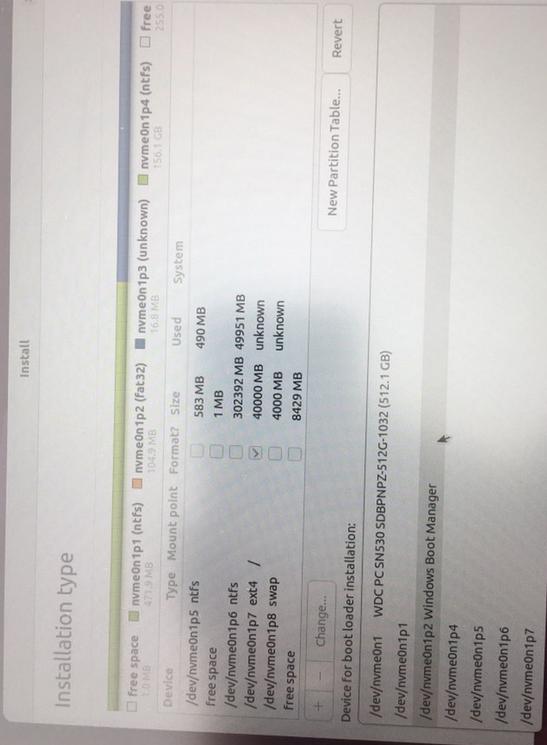 Install
Installation type
free space nvme0n1p1 (ntfs) nvme0n1p2 (fat32) nvme0n1p3 (unknown) nvme0n1p4 (ntfs) free
1.0 MB 471.9 MB 104.9 MB 16.8 MB 156.1 GB 255.0
Device Type Mount point Format? Size Used System
/dev/nvme0n1p5 ntfs 583 MB 490 MB
free space 1 MB
/dev/nvme0n1p6 ntfs 302392 MB 49951 MB
/dev/nvme0n1p7 ext4 / 40000 MB unknown
/dev/nvme0n1p8 swap 4000 MB unknown
free space 8429 MB
+ − Change... New Partition Table... Revert
Device for boot loader installation:
/dev/nvme0n1 WDC PC SN530 SDBPNPZ-512G-1032 (512.1 GB)
/dev/nvme0n1p1
/dev/nvme0n1p2 Windows Boot Manager
/dev/nvme0n1p4
/dev/nvme0n1p5
/dev/nvme0n1p6
/dev/nvme0n1p7